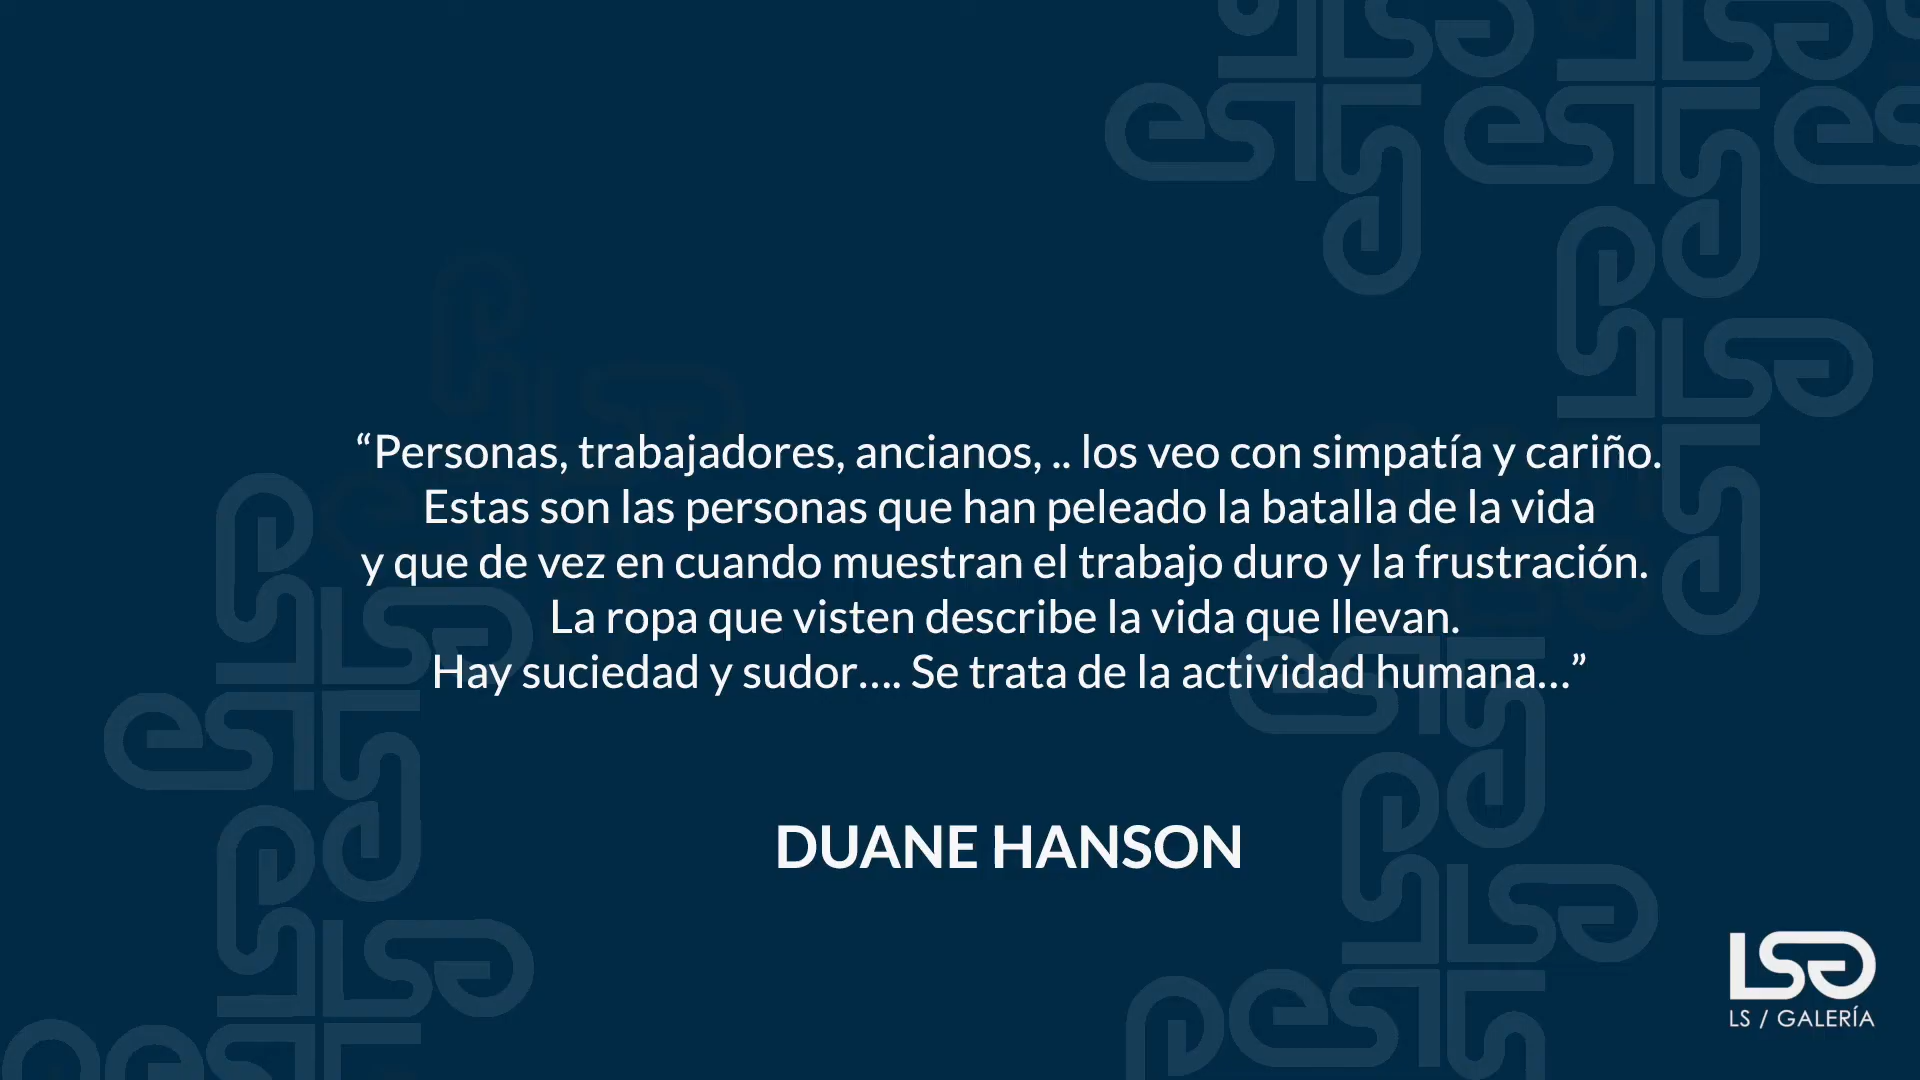 “Personas, trabajadores, ancianos, .. los veo con simpatía y cariño.
Estas son las personas que han peleado la batalla de la vida
y que de vez en cuando muestran el trabajo duro y la frustración.
La ropa que visten describe la vida que llevan.
Hay suciedad y sudor.... Se trata de la actividad humana...”
DUANE HANSON
LSG
LS / GALERÍA